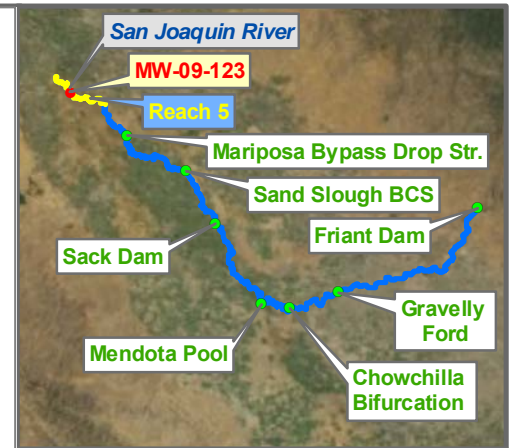 San Joaquin River
MW-09-123
Reach 5
Mariposa Bypass Drop Str.
Sand Slough BCS
Friant Dam
Sack Dam
Gravelly
Ford
Mendota Pool
Chowchilla
Bifurcation